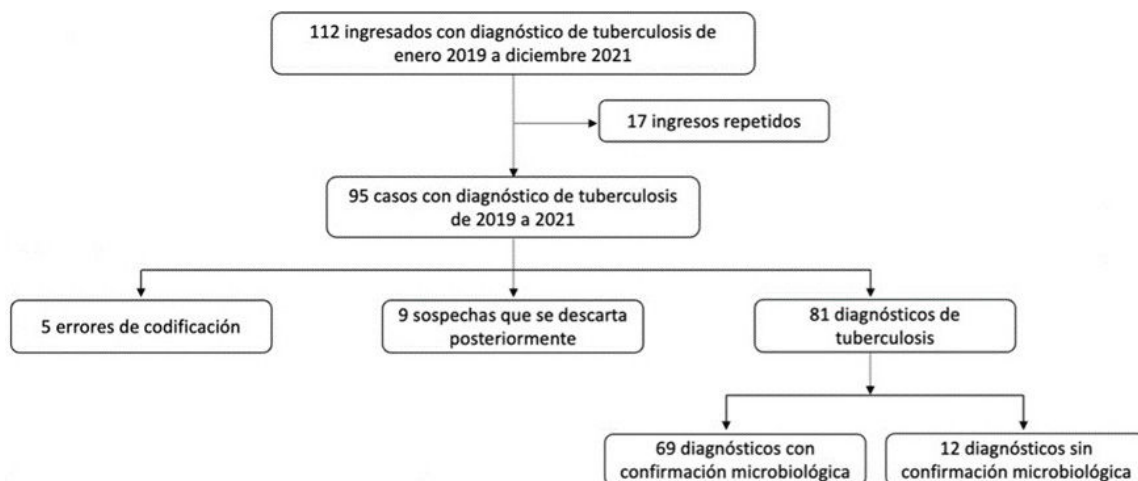 112 ingresados con diagnóstico de tuberculosis de
enero 2019 a diciembre 2021
17 ingresos repetidos
95 casos con diagnóstico de tuberculosis
de 2019 a 2021
5 errores de codificación
9 sospechas que se descarta
posteriormente
81 diagnósticos de
tuberculosis
69 diagnósticos con
confirmación microbiológica
12 diagnósticos sin
confirmación microbiológica